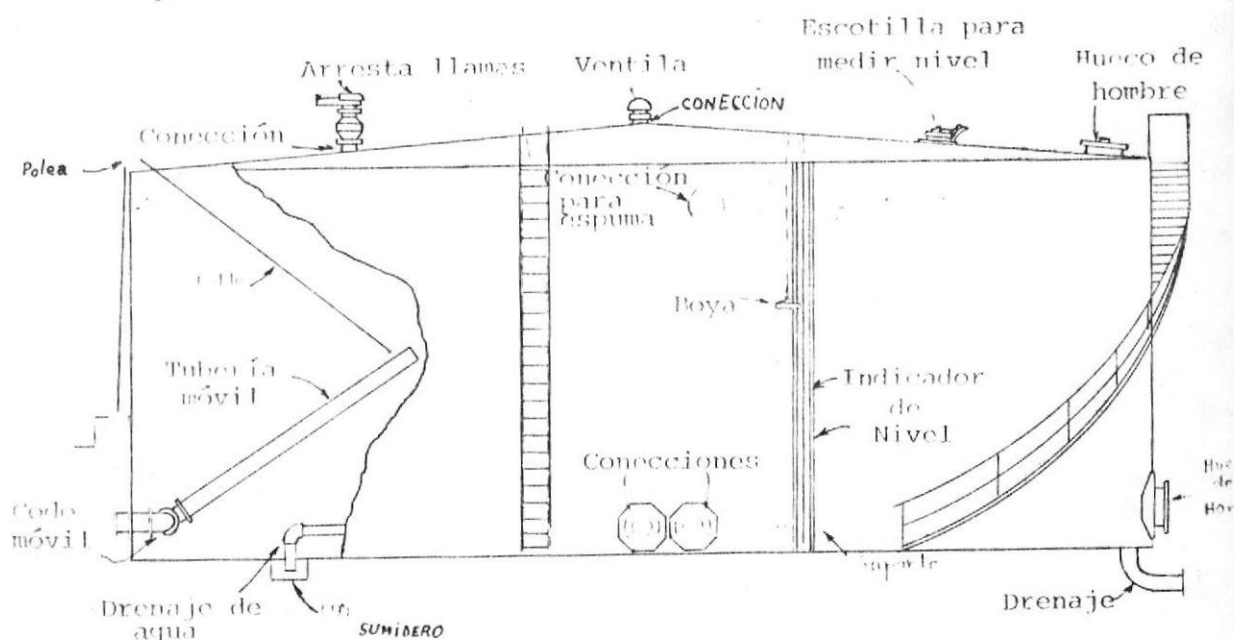 Escotilla para
medir nivel
Hueco de
hombre
Arresta llamas
Ventila
CONECCION
Conección
Polea
Conección
para
espuma
Boya
Tubería
móvil
Indicador
de
Nivel
Conecciones
Codo
móvil
Soporte
Drenaje de
agua
SUMIDERO
Drenaje